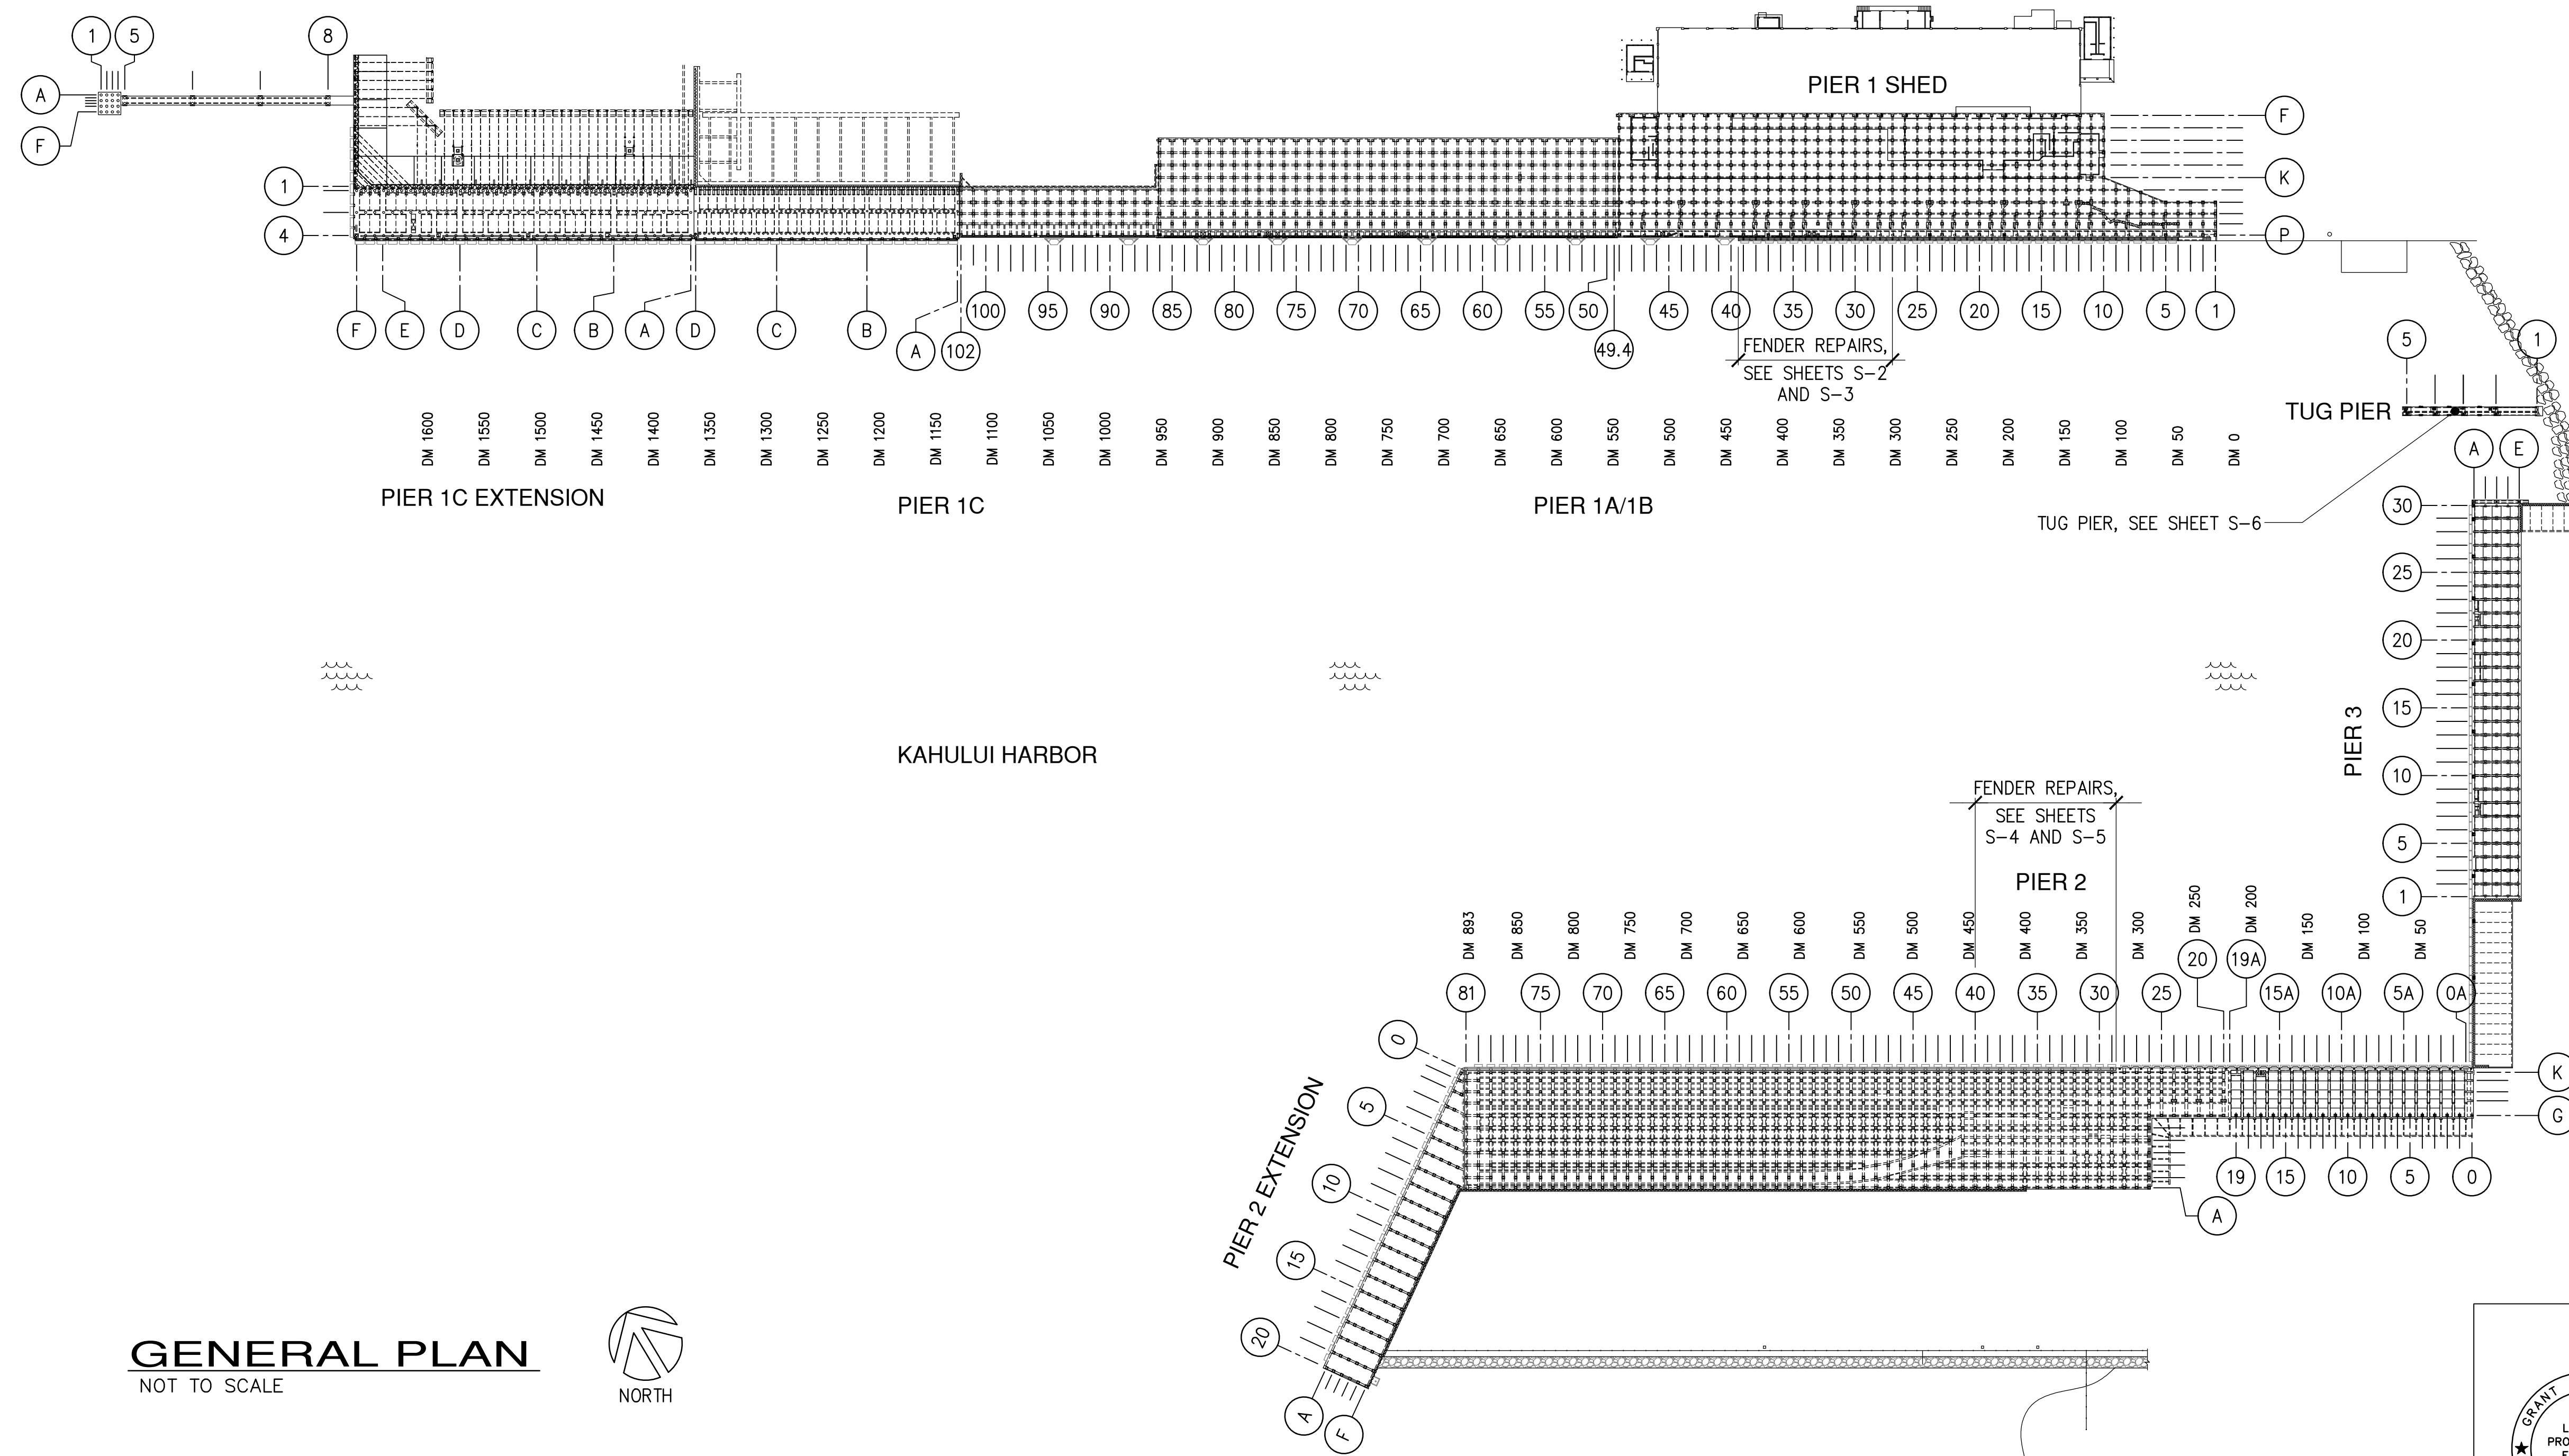 1 5 8
A
F
1
4
PIER 1 SHED
F
K
P
F E D C B A D C B A 102 100 95 90 85 80 75 70 65 60 55 50 49.4 45 40 35 30 25 20 15 10 5 1
FENDER REPAIRS,
SEE SHEETS S-2
AND S-3
DM 1600 DM 1550 DM 1500 DM 1450 DM 1400 DM 1350 DM 1300 DM 1250 DM 1200 DM 1150 DM 1100 DM 1050 DM 1000 DM 950 DM 900 DM 850 DM 800 DM 750 DM 700 DM 650 DM 600 DM 550 DM 500 DM 450 DM 400 DM 350 DM 300 DM 250 DM 200 DM 150 DM 100 DM 50 DM 0
PIER 1C EXTENSION
PIER 1C
PIER 1A/1B
5 1
TUG PIER
TUG PIER, SEE SHEET S-6
A E
30
25
20
15
10
5
1
PIER 3
KAHULUI HARBOR
FENDER REPAIRS,
SEE SHEETS
S-4 AND S-5
PIER 2
DM 893 DM 850 DM 800 DM 750 DM 700 DM 650 DM 600 DM 550 DM 500 DM 450 DM 400 DM 350 DM 300 DM 250 DM 200 DM 150 DM 100 DM 50
81 75 70 65 60 55 50 45 40 35 30 25 20 19A 15A 10A 5A 0A
K
G
19 15 10 5 0
A
PIER 2 EXTENSION
0
5
10
15
20
A
F
GENERAL PLAN
NOT TO SCALE
NORTH
GRANT